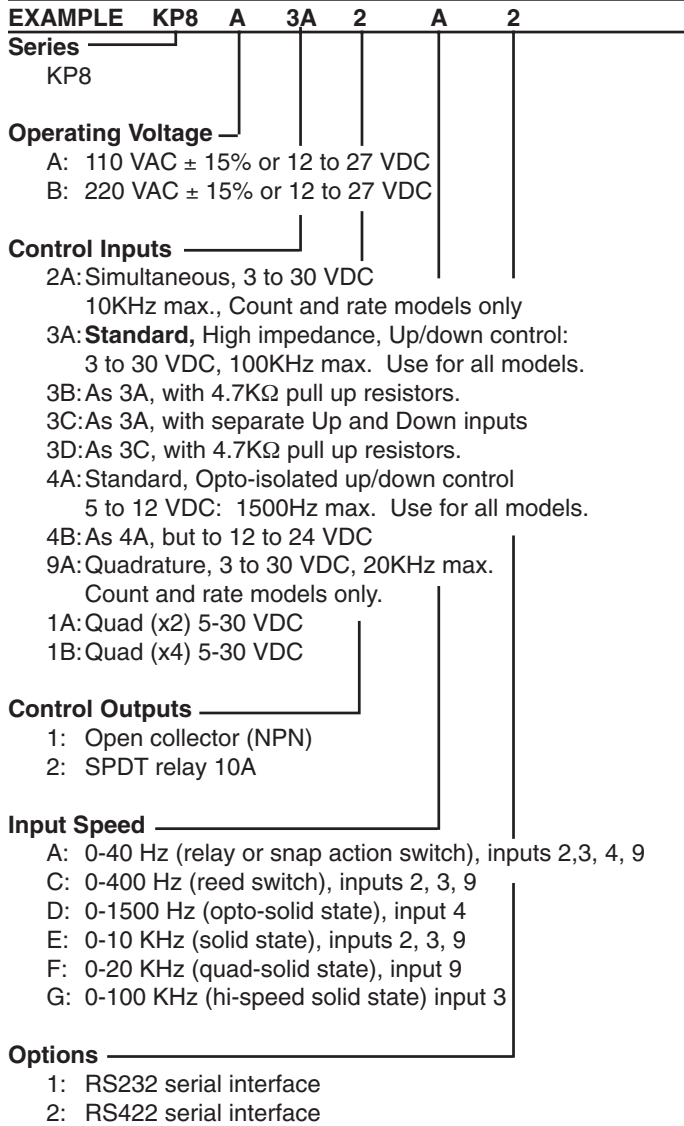 EXAMPLE KP8 A 3A 2 A 2
Series
KP8
Operating Voltage
A: 110 VAC ± 15% or 12 to 27 VDC
B: 220 VAC ± 15% or 12 to 27 VDC
Control Inputs
2A: Simultaneous, 3 to 30 VDC
10KHz max., Count and rate models only
3A: Standard, High impedance, Up/down control:
3 to 30 VDC, 100KHz max. Use for all models.
3B: As 3A, with 4.7KΩ pull up resistors.
3C: As 3A, with separate Up and Down inputs
3D: As 3C, with 4.7KΩ pull up resistors.
4A: Standard, Opto-isolated up/down control
5 to 12 VDC: 1500Hz max. Use for all models.
4B: As 4A, but to 12 to 24 VDC
9A: Quadrature, 3 to 30 VDC, 20KHz max.
Count and rate models only.
1A: Quad (x2) 5-30 VDC
1B: Quad (x4) 5-30 VDC
Control Outputs
1: Open collector (NPN)
2: SPDT relay 10A
Input Speed
A: 0-40 Hz (relay or snap action switch), inputs 2,3, 4, 9
C: 0-400 Hz (reed switch), inputs 2, 3, 9
D: 0-1500 Hz (opto-solid state), input 4
E: 0-10 KHz (solid state), inputs 2, 3, 9
F: 0-20 KHz (quad-solid state), input 9
G: 0-100 KHz (hi-speed solid state) input 3
Options
1: RS232 serial interface
2: RS422 serial interface